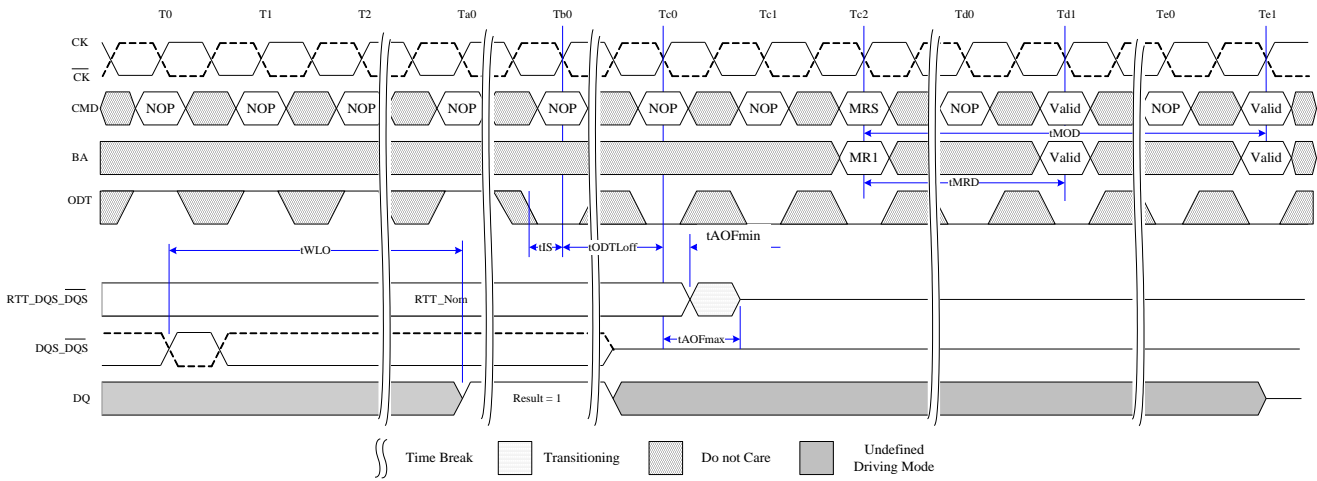 T0 T1 T2 Ta0 Tb0 Tc0 Tc1 Tc2 Td0 Td1 Te0 Te1
CK
CK
CMD NOP NOP NOP NOP NOP NOP NOP MRS NOP Valid NOP Valid
tMOD
BA MR1 Valid Valid
tMRD
ODT
tAOFmin
tWLO tIS tODTLoff
RTT_DQS_DQS RTT_Nom
tAOFmax
DQS_DQS
DQ Result = 1
Time Break Transitioning Do not Care Undefined
Driving Mode